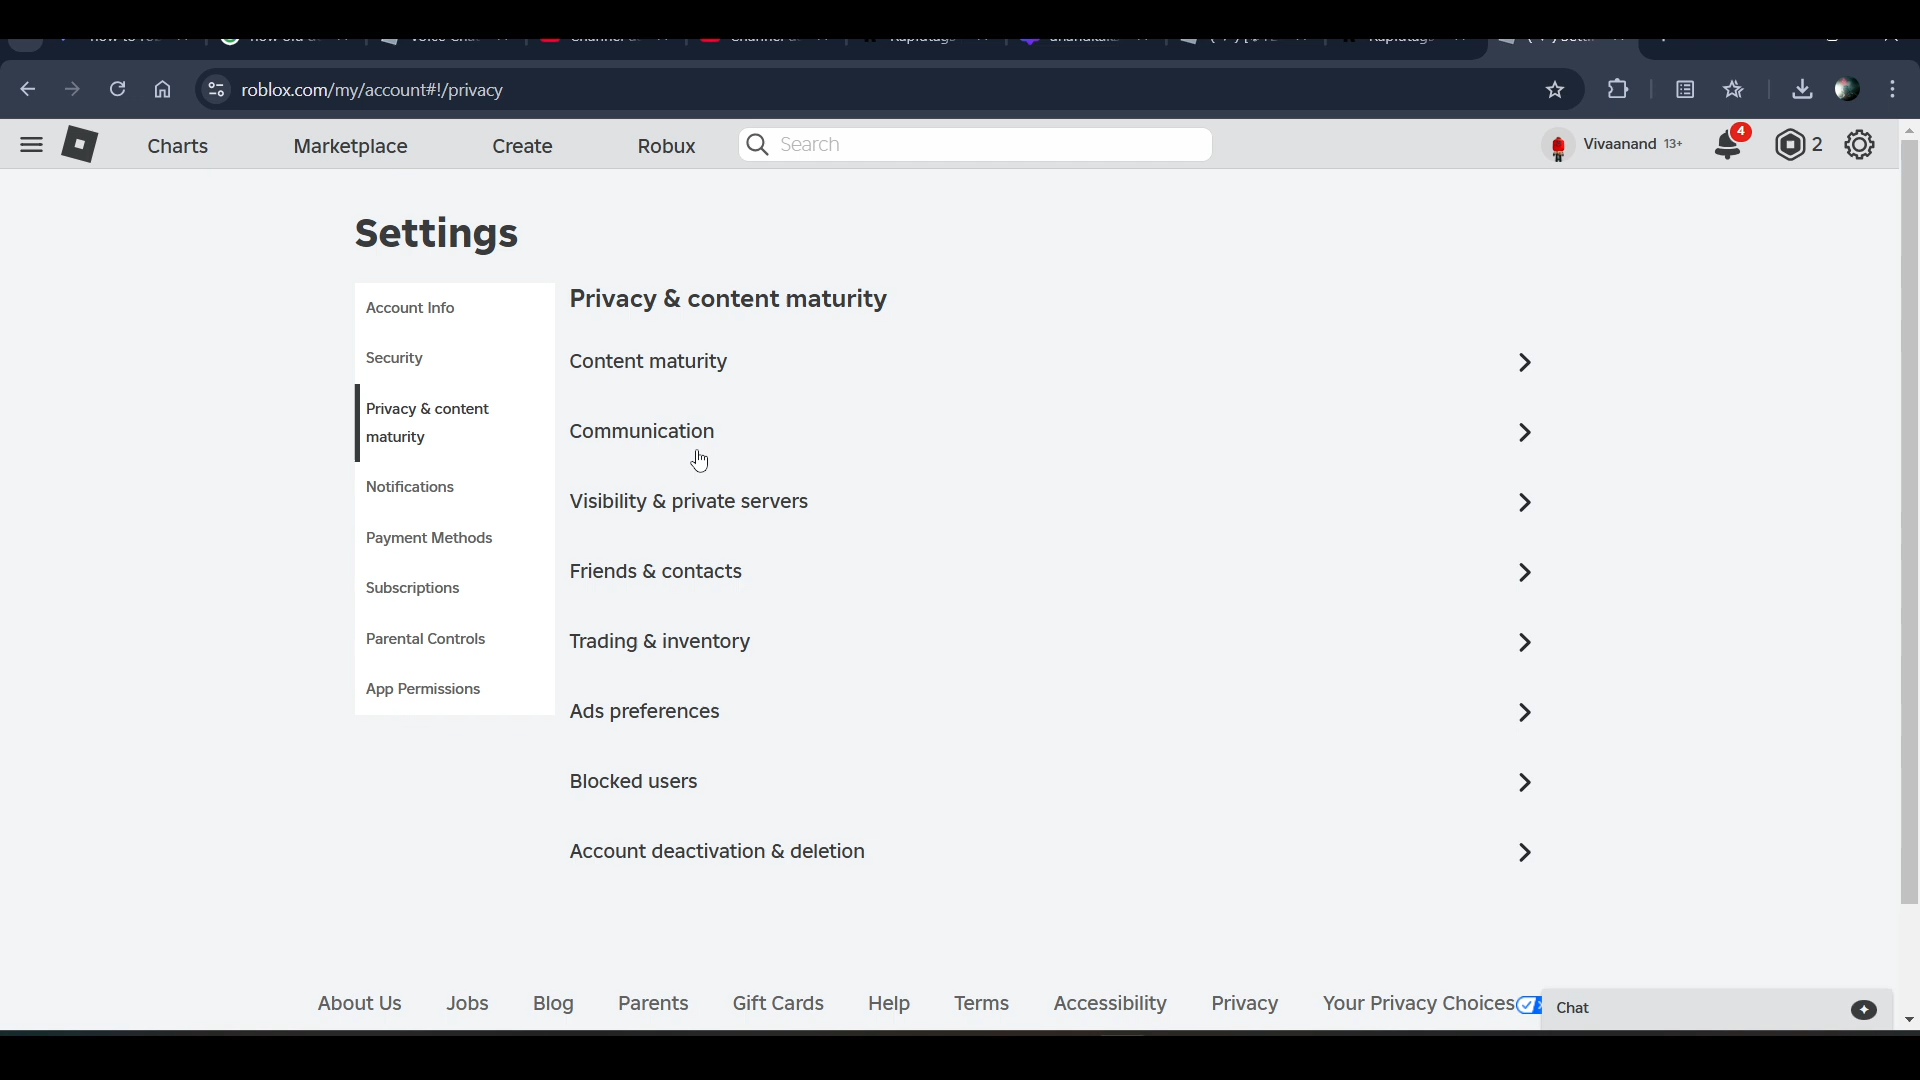 roblox.com/my/account#!/privacy
Charts Marketplace Create Robux Search Vivaanand 13+ 4 2
Settings
Account Info
Security
Privacy & content
maturity
Notifications
Payment Methods
Subscriptions
Parental Controls
App Permissions
Privacy & content maturity
Content maturity
Communication
Visibility & private servers
Friends & contacts
Trading & inventory
Ads preferences
Blocked users
Account deactivation & deletion
About Us Jobs Blog Parents Gift Cards Help Terms Accessibility Privacy Your Privacy Choices
Chat